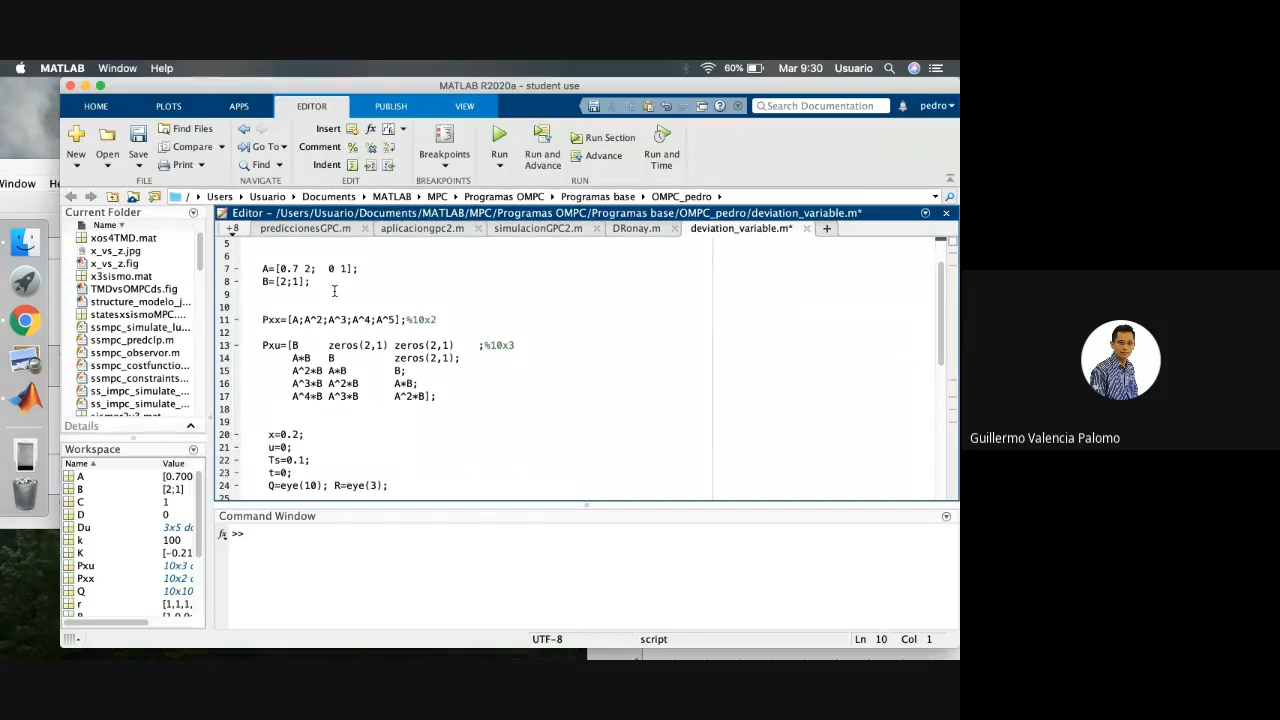 MATLAB Window Help 60% Mar 9:30 Usuario
MATLAB R2020a - student use
HOME PLOTS APPS EDITOR PUBLISH VIEW Search Documentation pedro
New Open Save Find Files Compare Print
Go To Find
Insert fx
Comment %
Indent
Breakpoints
Run Run and Advance Run Section Advance Run and Time
FILE NAVIGATE EDIT BREAKPOINTS RUN
/ Users Usuario Documents MATLAB MPC Programas OMPC Programas base OMPC_pedro
Window He
Current Folder
Name
xos4TMD.mat
x_vs_z.jpg
x_vs_z.fig
x3sismo.mat
TMDvsOMPCds.fig
structure_modelo_j...
statesxsismoMPC.m
ssmpc_simulate_lu...
ssmpc_predclp.m
ssmpc_observor.m
ssmpc_costfunctio...
ssmpc_constraints...
ss_impc_simulate_...
ss_impc_simulate_...
Details
Workspace
Name Value
A [0.700
B [2;1]
C 1
D 0
Du 3x5 do
k 100
K [-0.21
Pxu 10x3 d
Pxx 10x2 d
Q 10x10
r [1,1,1,
Editor - /Users/Usuario/Documents/MATLAB/MPC/Programas OMPC/Programas base/OMPC_pedro/deviation_variable.m*
+8 prediccionesGPC.m aplicaciongpc2.m simulacionGPC2.m DRonay.m deviation_variable.m* +
5
6
7 A=[0.7 2; 0 1];
8 B=[2;1];
9
10
11 Pxx=[A;A^2;A^3;A^4;A^5];%10x2
12
13 Pxu=[B zeros(2,1) zeros(2,1) ;%10x3
14 A*B B zeros(2,1);
15 A^2*B A*B B;
16 A^3*B A^2*B A*B;
17 A^4*B A^3*B A^2*B];
18
19
20 x=0.2;
21 u=0;
22 Ts=0.1;
23 t=0;
24 Q=eye(10); R=eye(3);
25
Command Window
fx >>
UTF-8 script Ln 10 Col 1
Guillermo Valencia Palomo